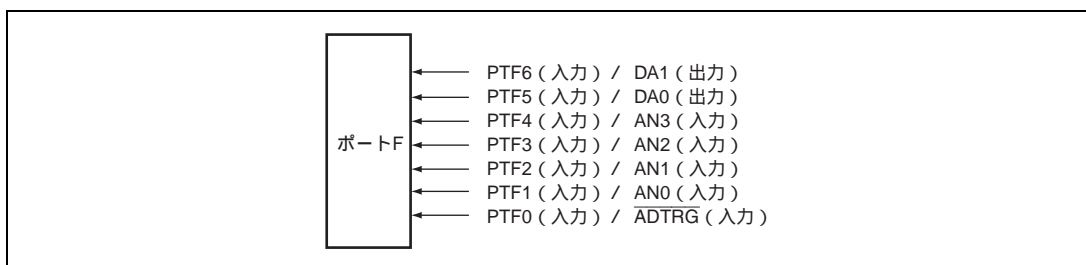 PTF6（入力）/ DA1（出力）
PTF5（入力）/ DA0（出力）
PTF4（入力）/ AN3（入力）
ポートF
PTF3（入力）/ AN2（入力）
PTF2（入力）/ AN1（入力）
PTF1（入力）/ AN0（入力）
PTF0（入力）/ ADTRG（入力）